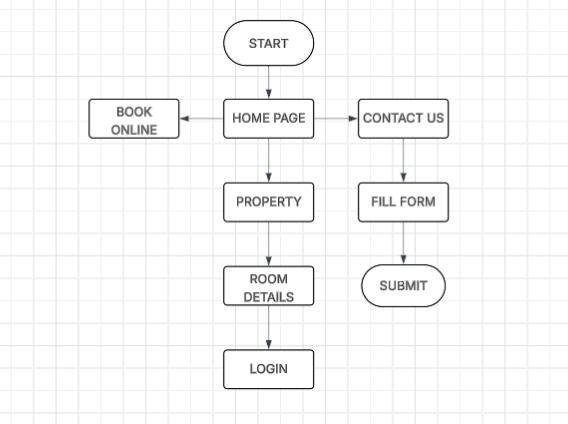 START
BOOK
ONLINE
HOME PAGE
CONTACT US
PROPERTY
FILL FORM
ROOM
DETAILS
SUBMIT
LOGIN